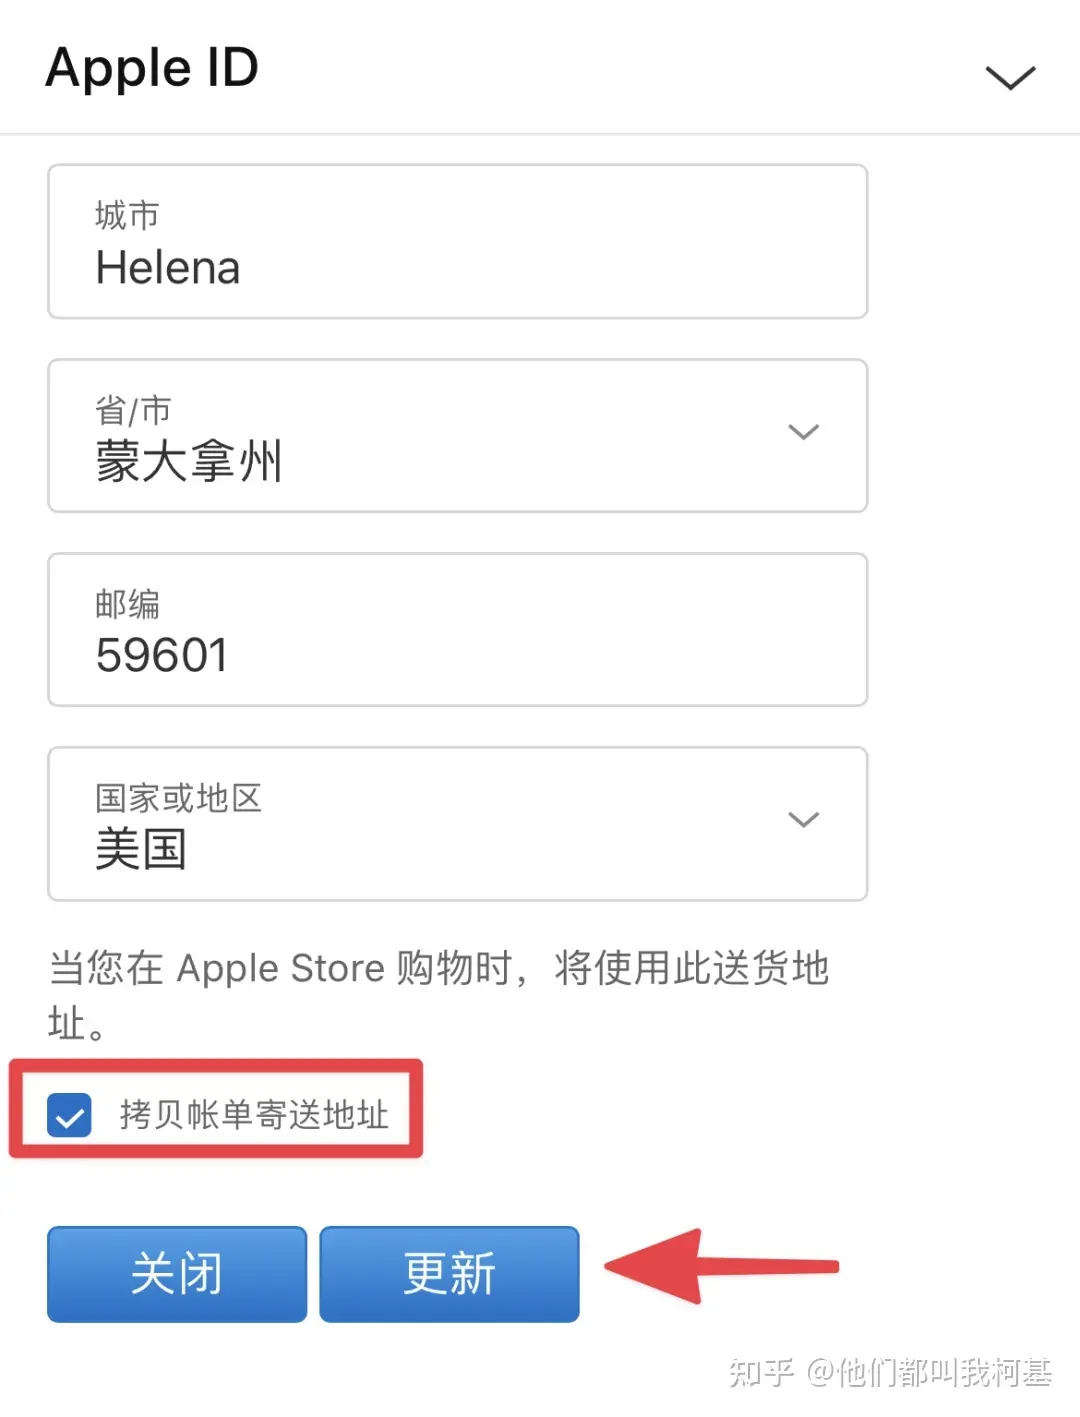 Apple ID
城市
Helena
省/市
蒙大拿州
邮编
59601
国家或地区
美国
当您在 Apple Store 购物时，将使用此送货地
址。
拷贝帐单寄送地址
关闭 更新
知乎 @他们都叫我柯基